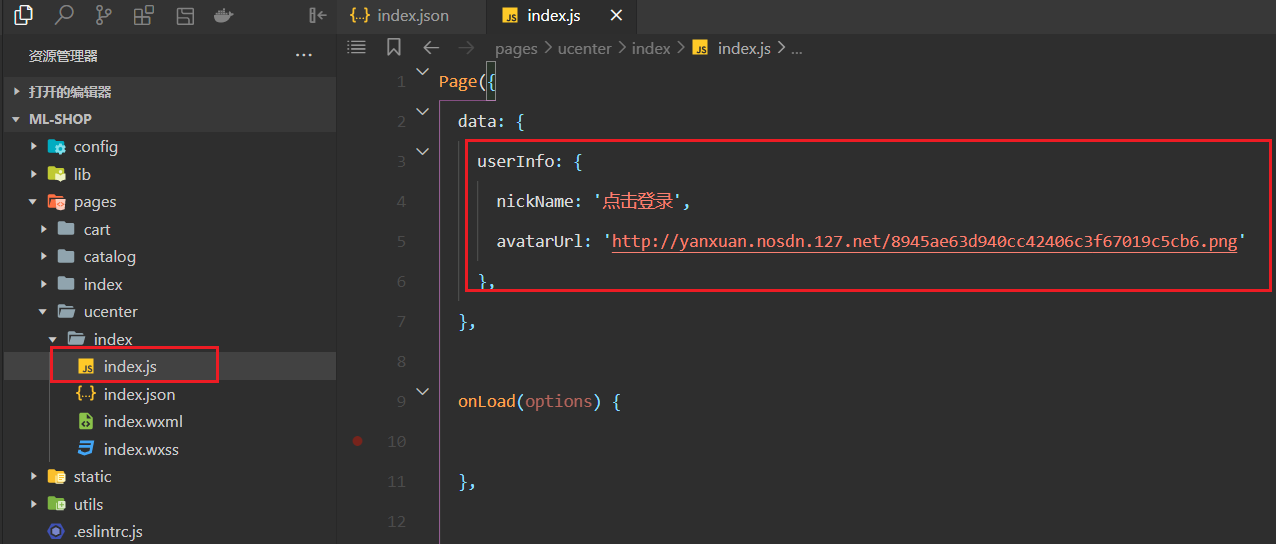 index.json
index.js
资源管理器
打开的编辑器
ML-SHOP
config
lib
pages
cart
catalog
index
ucenter
index
index.js
index.json
index.wxml
index.wxss
static
utils
.eslintrc.js
pages > ucenter > index > index.js > ...
1 Page({
2 data: {
3 userInfo: {
4 nickName: '点击登录',
5 avatarUrl: 'http://yanxuan.nosdn.127.net/8945ae63d940cc42406c3f67019c5cb6.png'
6 },
7 },
8
9 onLoad(options) {
10
11 },
12